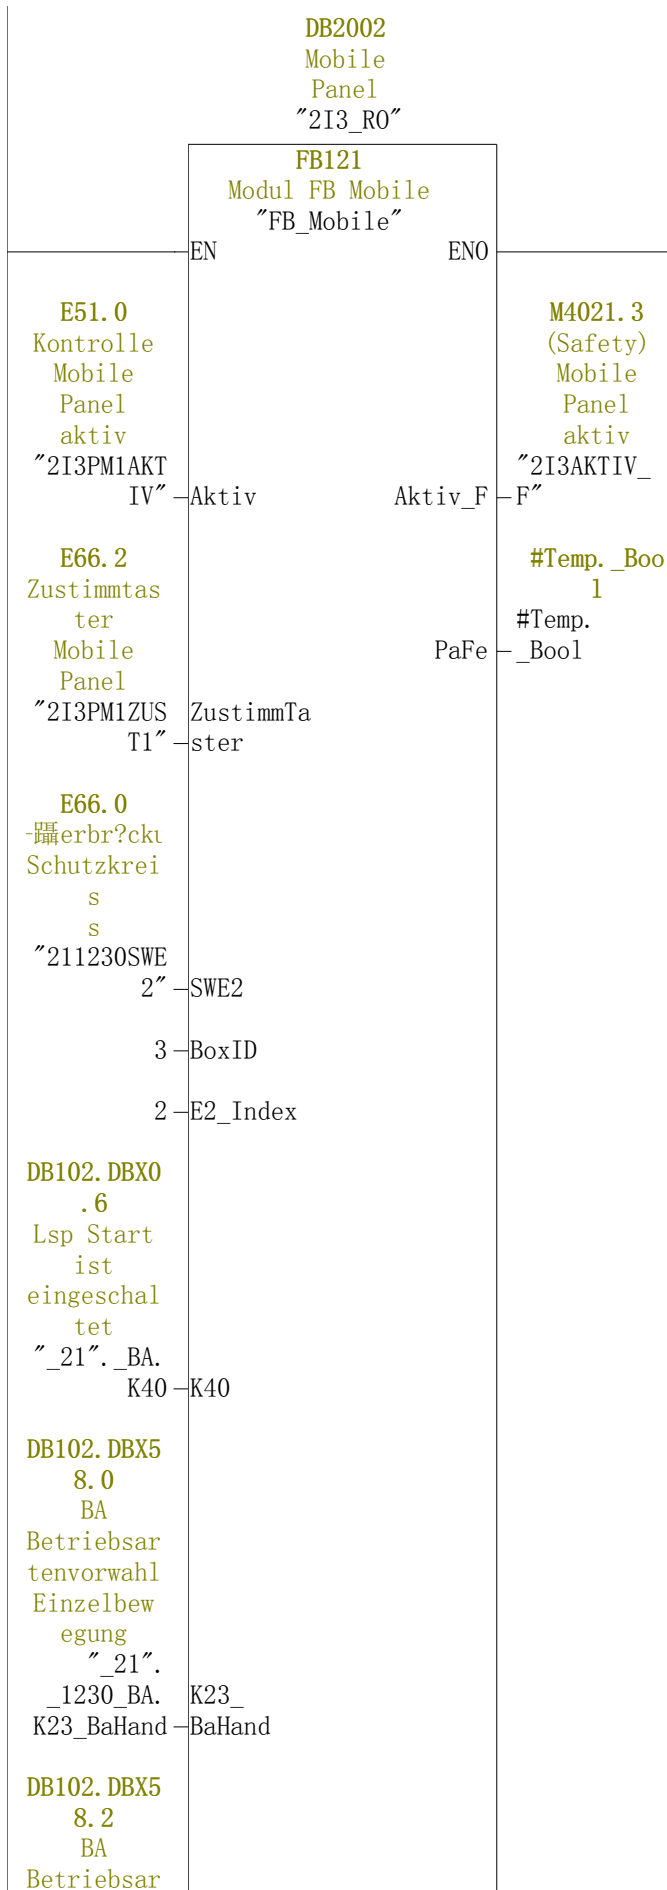 DB2002
Mobile
Panel
"2I3_RO"
FB121
Modul FB Mobile
"FB_Mobile"
EN ENO
E51.0
Kontrolle
Mobile
Panel
aktiv
"2I3PM1AKT
IV" Aktiv
M4021.3
(Safety)
Mobile
Panel
aktiv
"2I3AKTIV_
Aktiv_F F"
E66.2
Zustimmtas
ter
Mobile
Panel
"2I3PM1ZUS ZustimmTa
T1" ster
#Temp._Boo
l
#Temp.
PaFe _Bool
E66.0
erbr?cku
Schutzkrei
s
s
"211230SWE
2" SWE2
3 BoxID
2 E2_Index
DB102.DBX0
.6
Lsp Start
ist
eingeschal
tet
"_21"._BA.
K40 K40
DB102.DBX5
8.0
BA
Betriebsar
tenvorwahl
Einzelbew
egung
"_21".
_1230_BA. K23_
K23_BaHand BaHand
DB102.DBX5
8.2
BA
Betriebsar